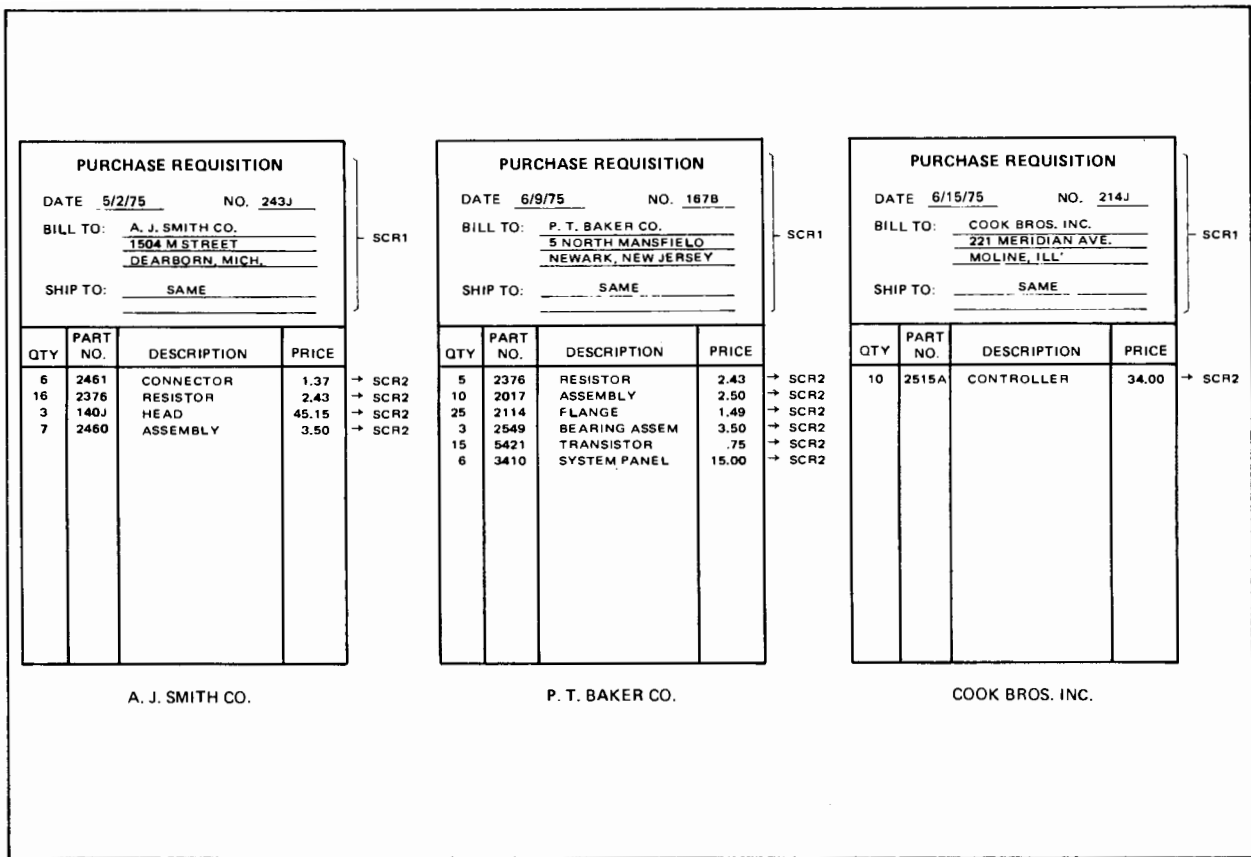 PURCHASE REQUISITION
DATE 5/2/75 NO. 243J
BILL TO: A. J. SMITH CO.
1504 M STREET
DEARBORN, MICH.
SHIP TO: SAME
SCR1
QTY PART NO. DESCRIPTION PRICE
6 2461 CONNECTOR 1.37 → SCR2
16 2376 RESISTOR 2.43 → SCR2
3 140J HEAD 45.15 → SCR2
7 2460 ASSEMBLY 3.50 → SCR2
A. J. SMITH CO.
PURCHASE REQUISITION
DATE 6/9/75 NO. 167B
BILL TO: P. T. BAKER CO.
5 NORTH MANSFIELO
NEWARK, NEW JERSEY
SHIP TO: SAME
SCR1
QTY PART NO. DESCRIPTION PRICE
5 2376 RESISTOR 2.43 → SCR2
10 2017 ASSEMBLY 2.50 → SCR2
25 2114 FLANGE 1.49 → SCR2
3 2549 BEARING ASSEM 3.50 → SCR2
15 5421 TRANSISTOR .75 → SCR2
6 3410 SYSTEM PANEL 15.00 → SCR2
P. T. BAKER CO.
PURCHASE REQUISITION
DATE 6/15/75 NO. 214J
BILL TO: COOK BROS. INC.
221 MERIDIAN AVE.
MOLINE, ILL'
SHIP TO: SAME
SCR1
QTY PART NO. DESCRIPTION PRICE
10 2515A CONTROLLER 34.00 → SCR2
COOK BROS. INC.